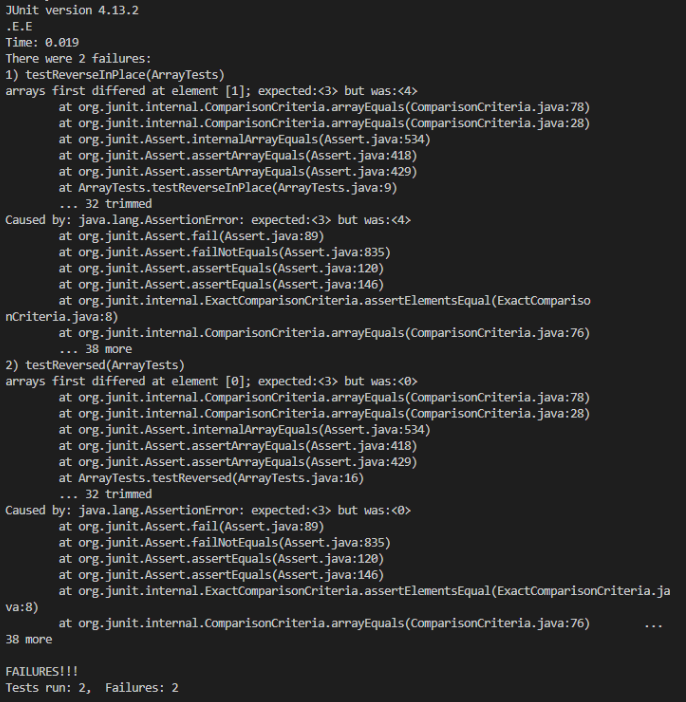 JUnit version 4.13.2
.E.E
Time: 0.019
There were 2 failures:
1) testReverseInPlace(ArrayTests)
arrays first differed at element [1]; expected:<3> but was:<4>
        at org.junit.internal.ComparisonCriteria.arrayEquals(ComparisonCriteria.java:78)
        at org.junit.internal.ComparisonCriteria.arrayEquals(ComparisonCriteria.java:28)
        at org.junit.Assert.internalArrayEquals(Assert.java:534)
        at org.junit.Assert.assertArrayEquals(Assert.java:418)
        at org.junit.Assert.assertArrayEquals(Assert.java:429)
        at ArrayTests.testReverseInPlace(ArrayTests.java:9)
        ... 32 trimmed
Caused by: java.lang.AssertionError: expected:<3> but was:<4>
        at org.junit.Assert.fail(Assert.java:89)
        at org.junit.Assert.failNotEquals(Assert.java:835)
        at org.junit.Assert.assertEquals(Assert.java:120)
        at org.junit.Assert.assertEquals(Assert.java:146)
        at org.junit.internal.ExactComparisonCriteria.assertElementsEqual(ExactCompariso
nCriteria.java:8)
        at org.junit.internal.ComparisonCriteria.arrayEquals(ComparisonCriteria.java:76)
        ... 38 more
2) testReversed(ArrayTests)
arrays first differed at element [0]; expected:<3> but was:<0>
        at org.junit.internal.ComparisonCriteria.arrayEquals(ComparisonCriteria.java:78)
        at org.junit.internal.ComparisonCriteria.arrayEquals(ComparisonCriteria.java:28)
        at org.junit.Assert.internalArrayEquals(Assert.java:534)
        at org.junit.Assert.assertArrayEquals(Assert.java:418)
        at org.junit.Assert.assertArrayEquals(Assert.java:429)
        at ArrayTests.testReversed(ArrayTests.java:16)
        ... 32 trimmed
Caused by: java.lang.AssertionError: expected:<3> but was:<0>
        at org.junit.Assert.fail(Assert.java:89)
        at org.junit.Assert.failNotEquals(Assert.java:835)
        at org.junit.Assert.assertEquals(Assert.java:120)
        at org.junit.Assert.assertEquals(Assert.java:146)
        at org.junit.internal.ExactComparisonCriteria.assertElementsEqual(ExactComparisonCriteria.ja
va:8)
        at org.junit.internal.ComparisonCriteria.arrayEquals(ComparisonCriteria.java:76)        ...
38 more

FAILURES!!!
Tests run: 2,  Failures: 2